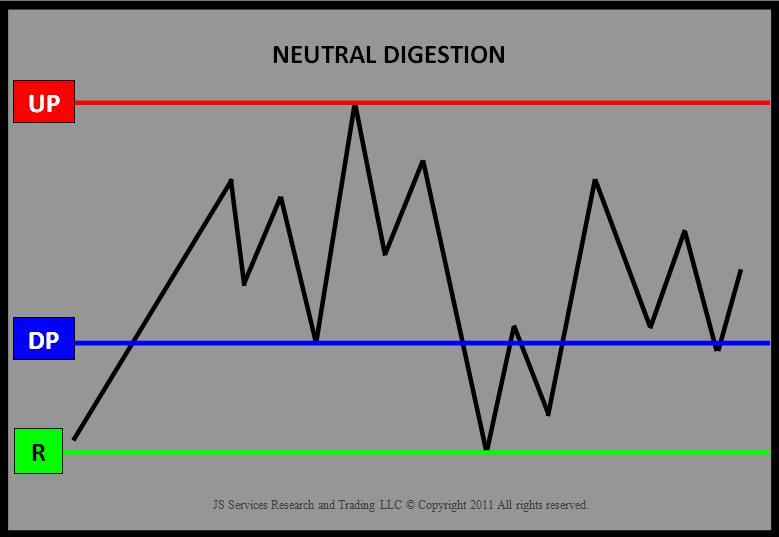 NEUTRAL DIGESTION
UP
DP
R
JS Services Research and Trading LLC © Copyright 2011 All rights reserved.